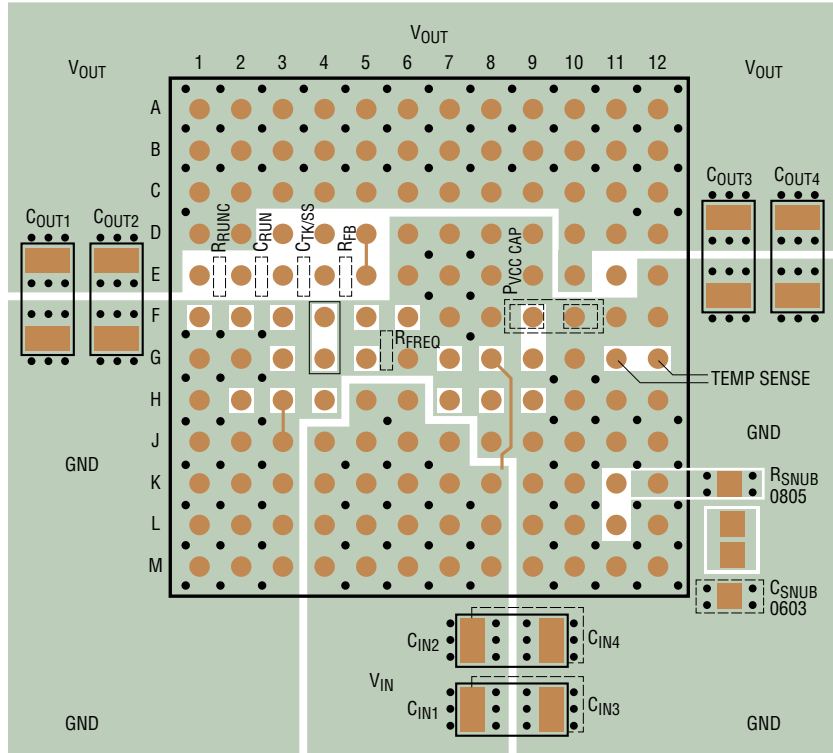 VOUT
VOUT
VOUT
1 2 3 4 5 6 7 8 9 10 11 12
A
B
C
COUT1
COUT2
COUT3
COUT4
D
RRUNC
CRUN
CTK/SS
RFB
PVCC CAP
E
F
RFREQ
G
TEMP SENSE
H
GND
J
GND
K
RSNUB
0805
L
M
CSNUB
0603
CIN2
CIN4
VIN
CIN1
CIN3
GND
GND